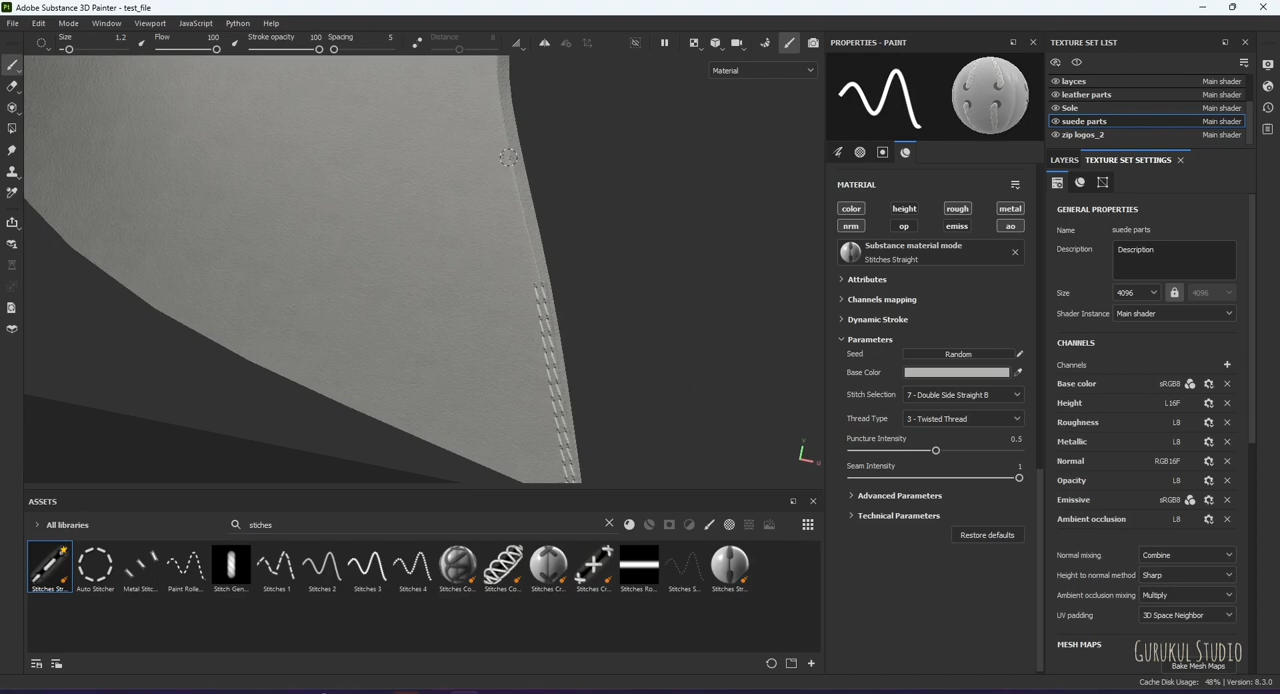 Adobe Substance 3D Painter - test_file
File Edit Mode Window Viewport JavaScript Python Help
Size 1.2 Flow 100 Stroke opacity 100 Spacing 5 Distance 8
Material
PROPERTIES - PAINT
MATERIAL
color height rough metal
nrm op emiss ao
Substance material mode
Stitches Straight
Attributes
Channels mapping
Dynamic Stroke
Parameters
Seed Random
Base Color
Stitch Selection 7 - Double Side Straight B
Thread Type 3 - Twisted Thread
Puncture Intensity 0.5
Seam Intensity 1
Advanced Parameters
Technical Parameters
Restore defaults
TEXTURE SET LIST
layces Main shader
leather parts Main shader
Sole Main shader
suede parts Main shader
zip logos_2 Main shader
LAYERS TEXTURE SET SETTINGS
GENERAL PROPERTIES
Name suede parts
Description Description
Size 4096 4096
Shader Instance Main shader
CHANNELS
Channels
Base color sRGB8
Height L16F
Roughness L8
Metallic L8
Normal RGB16F
Opacity L8
Emissive sRGB8
Ambient occlusion L8
Normal mixing Combine
Height to normal method Sharp
Ambient occlusion mixing Multiply
UV padding 3D Space Neighbor
MESH MAPS
Bake Mesh Maps
GURUKUL STUDIO
ASSETS
All libraries stiches
Stitches Str... Auto Stitcher Metal Stitc... Paint Rolle... Stitch Gen... Stitches 1 Stitches 2 Stitches 3 Stitches 4 Stitches Co... Stitches Co... Stitches Cr... Stitches Cr... Stitches Ro... Stitches S... Stitches Str...
Cache Disk Usage: 48% | Version: 8.3.0